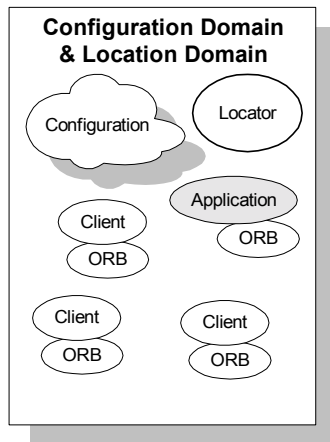 Configuration Domain
& Location Domain
Configuration
Locator
Application
ORB
Client
ORB
Client
ORB
Client
ORB